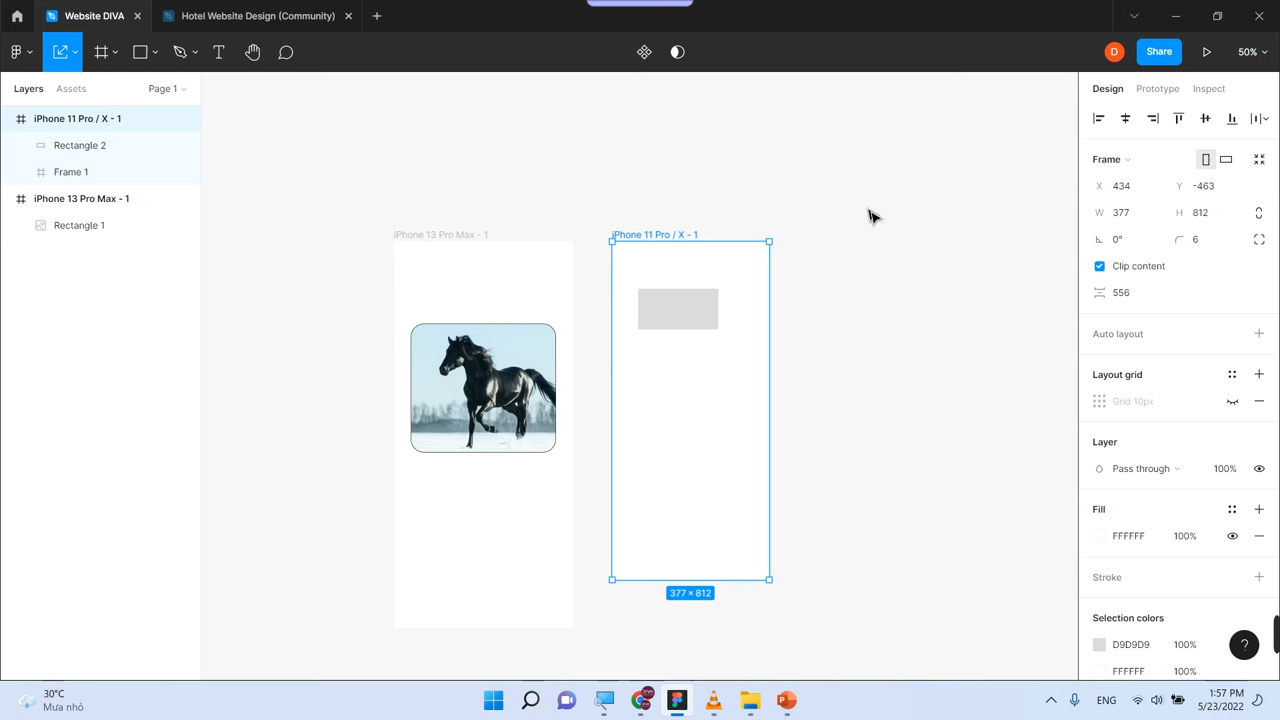 Website DIVA
Hotel Website Design (Community)
D
Share
50%
Layers
Assets
Page 1
Design
Prototype
Inspect
iPhone 11 Pro / X - 1
Rectangle 2
Frame 1
iPhone 13 Pro Max - 1
Rectangle 1
iPhone 13 Pro Max - 1
iPhone 11 Pro / X - 1
377 × 812
Frame
X 434
Y -463
W 377
H 812
0°
6
Clip content
556
Auto layout
Layout grid
Grid 10px
Layer
Pass through
100%
Fill
FFFFFF
100%
Stroke
Selection colors
D9D9D9
100%
FFFFFF
100%
?
30°C
Mưa nhỏ
ENG
1:57 PM
5/23/2022